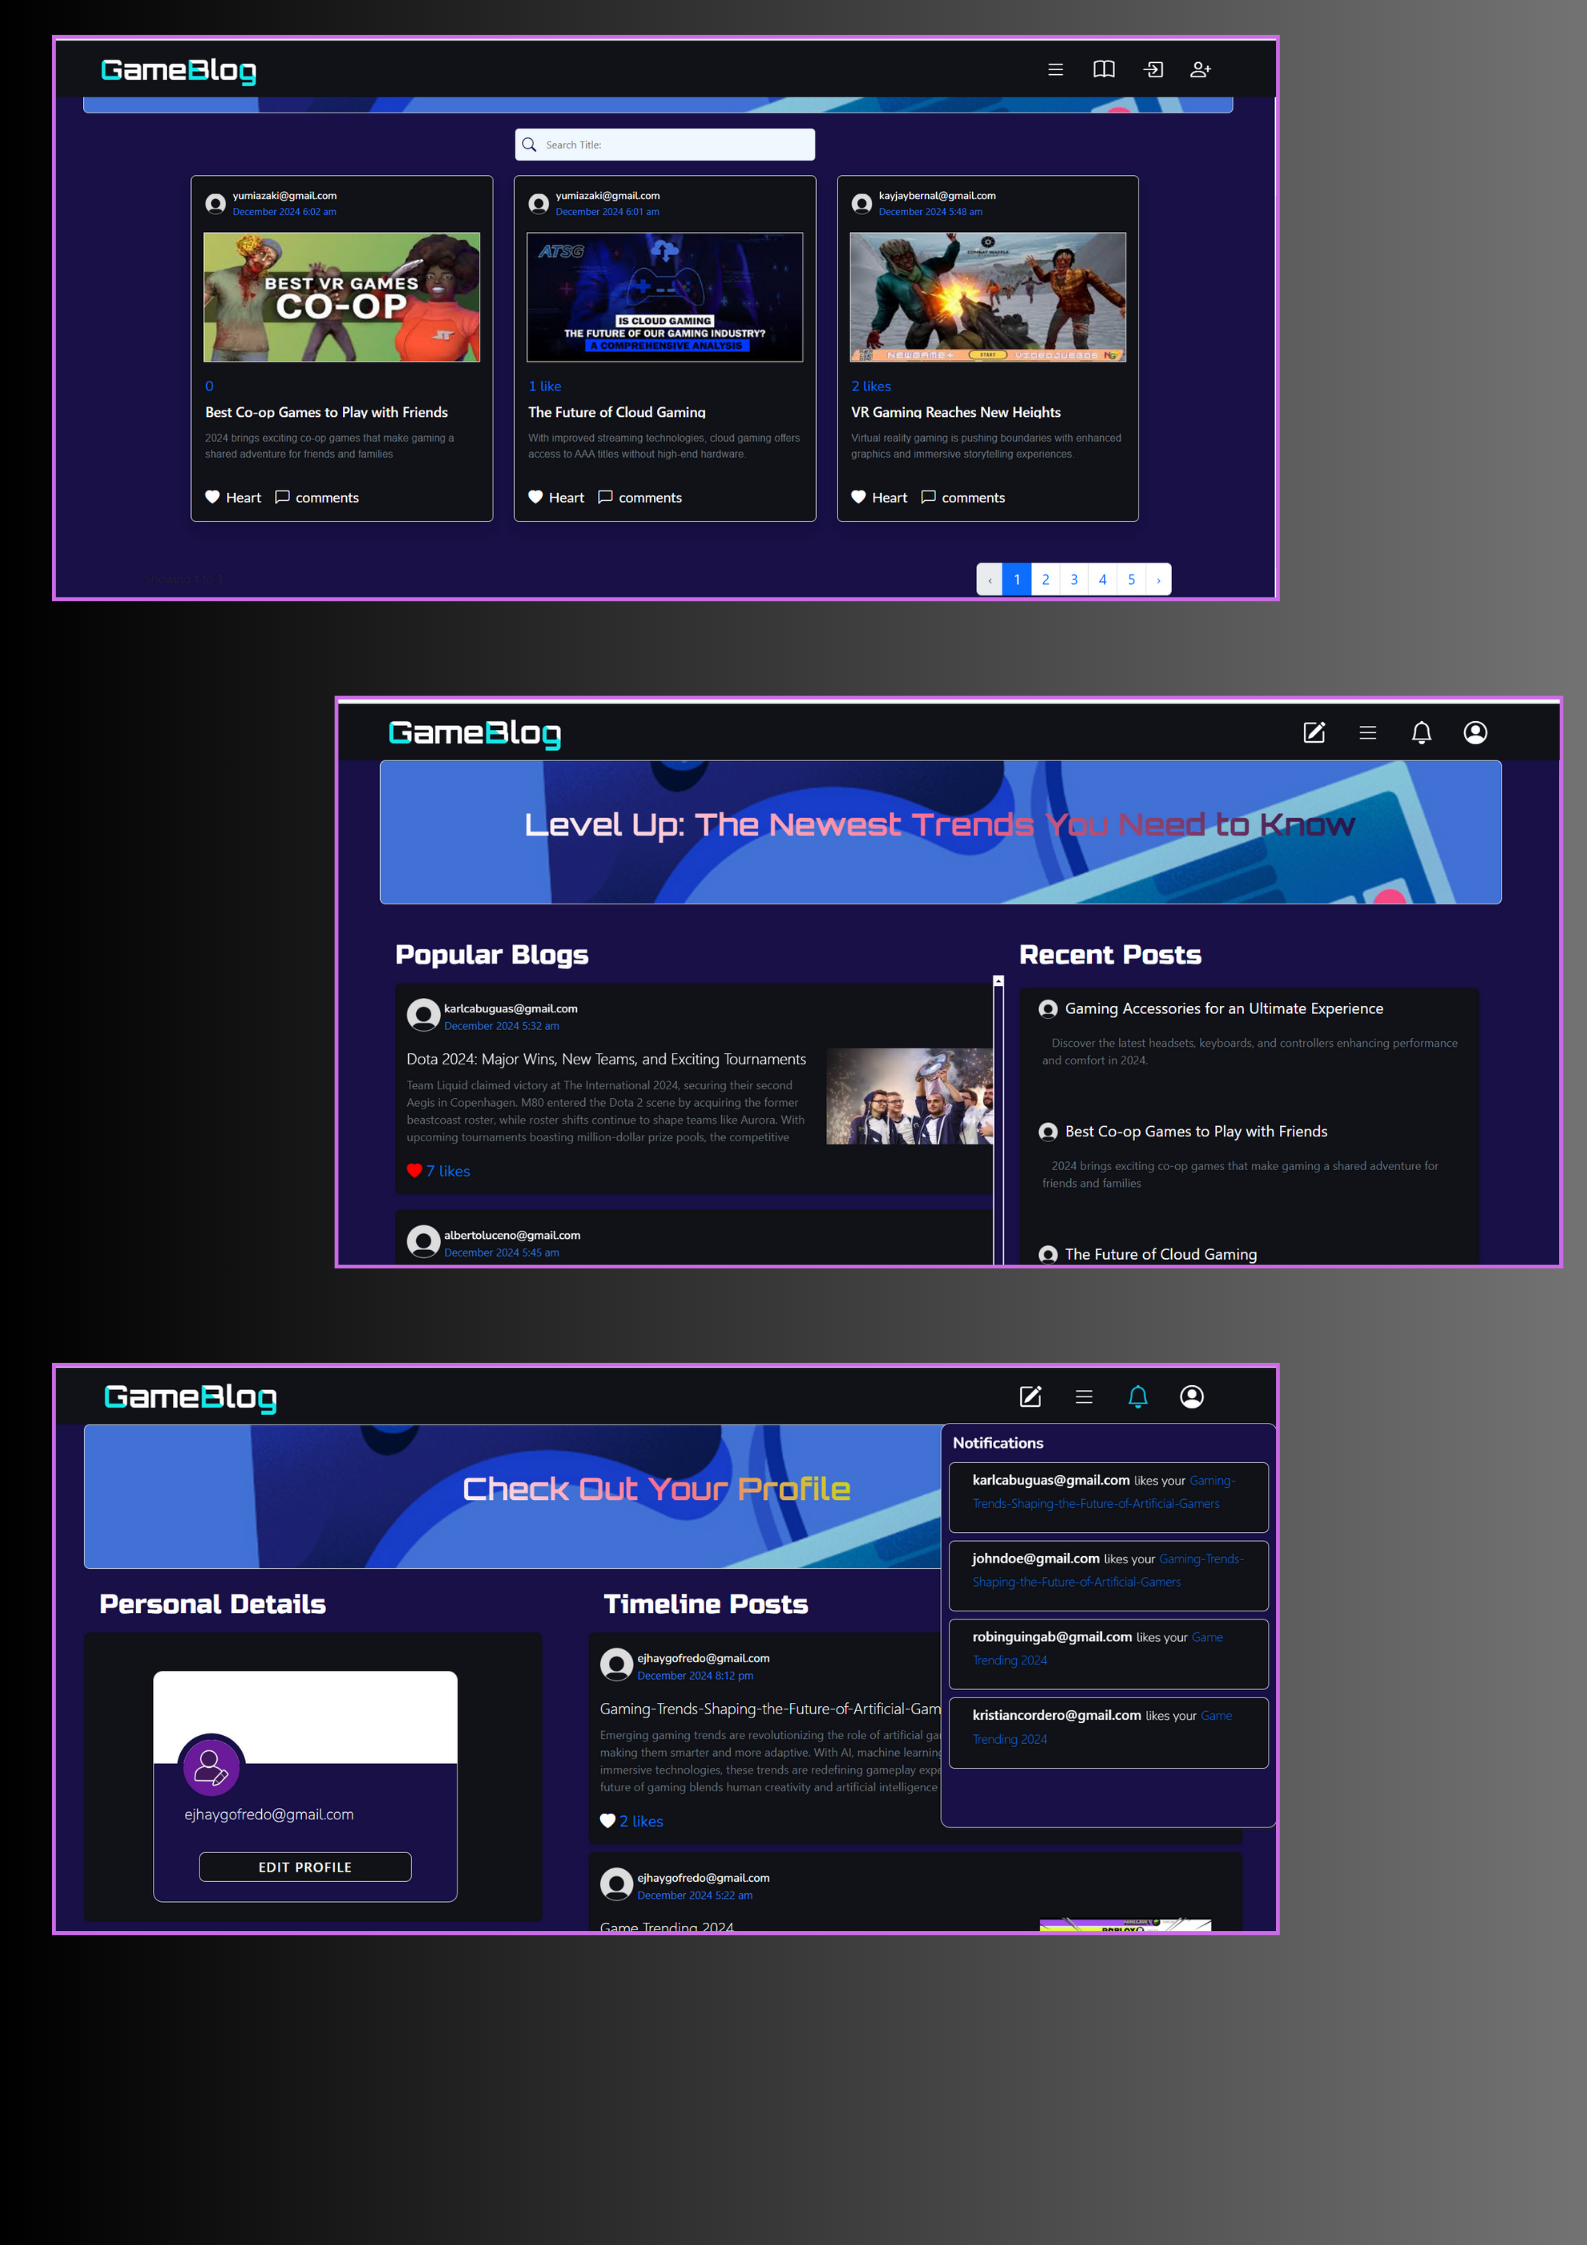 GameBlog
Search Title:
yumiazaki@gmail.com
December 2024 6:02 am
BEST VR GAMES
CO-OP
0
Best Co-op Games to Play with Friends
2024 brings exciting co-op games that make gaming a
shared adventure for friends and families
Heart comments
yumiazaki@gmail.com
December 2024 6:01 am
ATSG
IS CLOUD GAMING
THE FUTURE OF OUR GAMING INDUSTRY?
A COMPREHENSIVE ANALYSIS
1 like
The Future of Cloud Gaming
With improved streaming technologies, cloud gaming offers
access to AAA titles without high-end hardware.
Heart comments
kayjaybernal@gmail.com
December 2024 5:48 am
COMBAT WAFFLE
NEWGAME+ START VIDEOJUEGOS
2 likes
VR Gaming Reaches New Heights
Virtual reality gaming is pushing boundaries with enhanced
graphics and immersive storytelling experiences.
Heart comments
‹ 1 2 3 4 5 ›
GameBlog
Level Up: The Newest Trends You Need to Know
Popular Blogs
karlcabuguas@gmail.com
December 2024 5:32 am
Dota 2024: Major Wins, New Teams, and Exciting Tournaments
Team Liquid claimed victory at The International 2024, securing their second
Aegis in Copenhagen. M80 entered the Dota 2 scene by acquiring the former
beastcoast roster, while roster shifts continue to shape teams like Aurora. With
upcoming tournaments boasting million-dollar prize pools, the competitive
7 likes
albertoluceno@gmail.com
December 2024 5:45 am
Recent Posts
Gaming Accessories for an Ultimate Experience
Discover the latest headsets, keyboards, and controllers enhancing performance
and comfort in 2024.
Best Co-op Games to Play with Friends
2024 brings exciting co-op games that make gaming a shared adventure for
friends and families
The Future of Cloud Gaming
GameBlog
Check Out Your Profile
Personal Details
ejhaygofredo@gmail.com
EDIT PROFILE
Timeline Posts
ejhaygofredo@gmail.com
December 2024 8:12 pm
Gaming-Trends-Shaping-the-Future-of-Artificial-Gam
Emerging gaming trends are revolutionizing the role of artificial ga
making them smarter and more adaptive. With AI, machine learning
immersive technologies, these trends are redefining gameplay expe
future of gaming blends human creativity and artificial intelligence
2 likes
ejhaygofredo@gmail.com
December 2024 5:22 am
Game Trending 2024
ROBLOX
Notifications
karlcabuguas@gmail.com likes your Gaming-
Trends-Shaping-the-Future-of-Artificial-Gamers
johndoe@gmail.com likes your Gaming-Trends-
Shaping-the-Future-of-Artificial-Gamers
robinguingab@gmail.com likes your Game
Trending 2024
kristiancordero@gmail.com likes your Game
Trending 2024